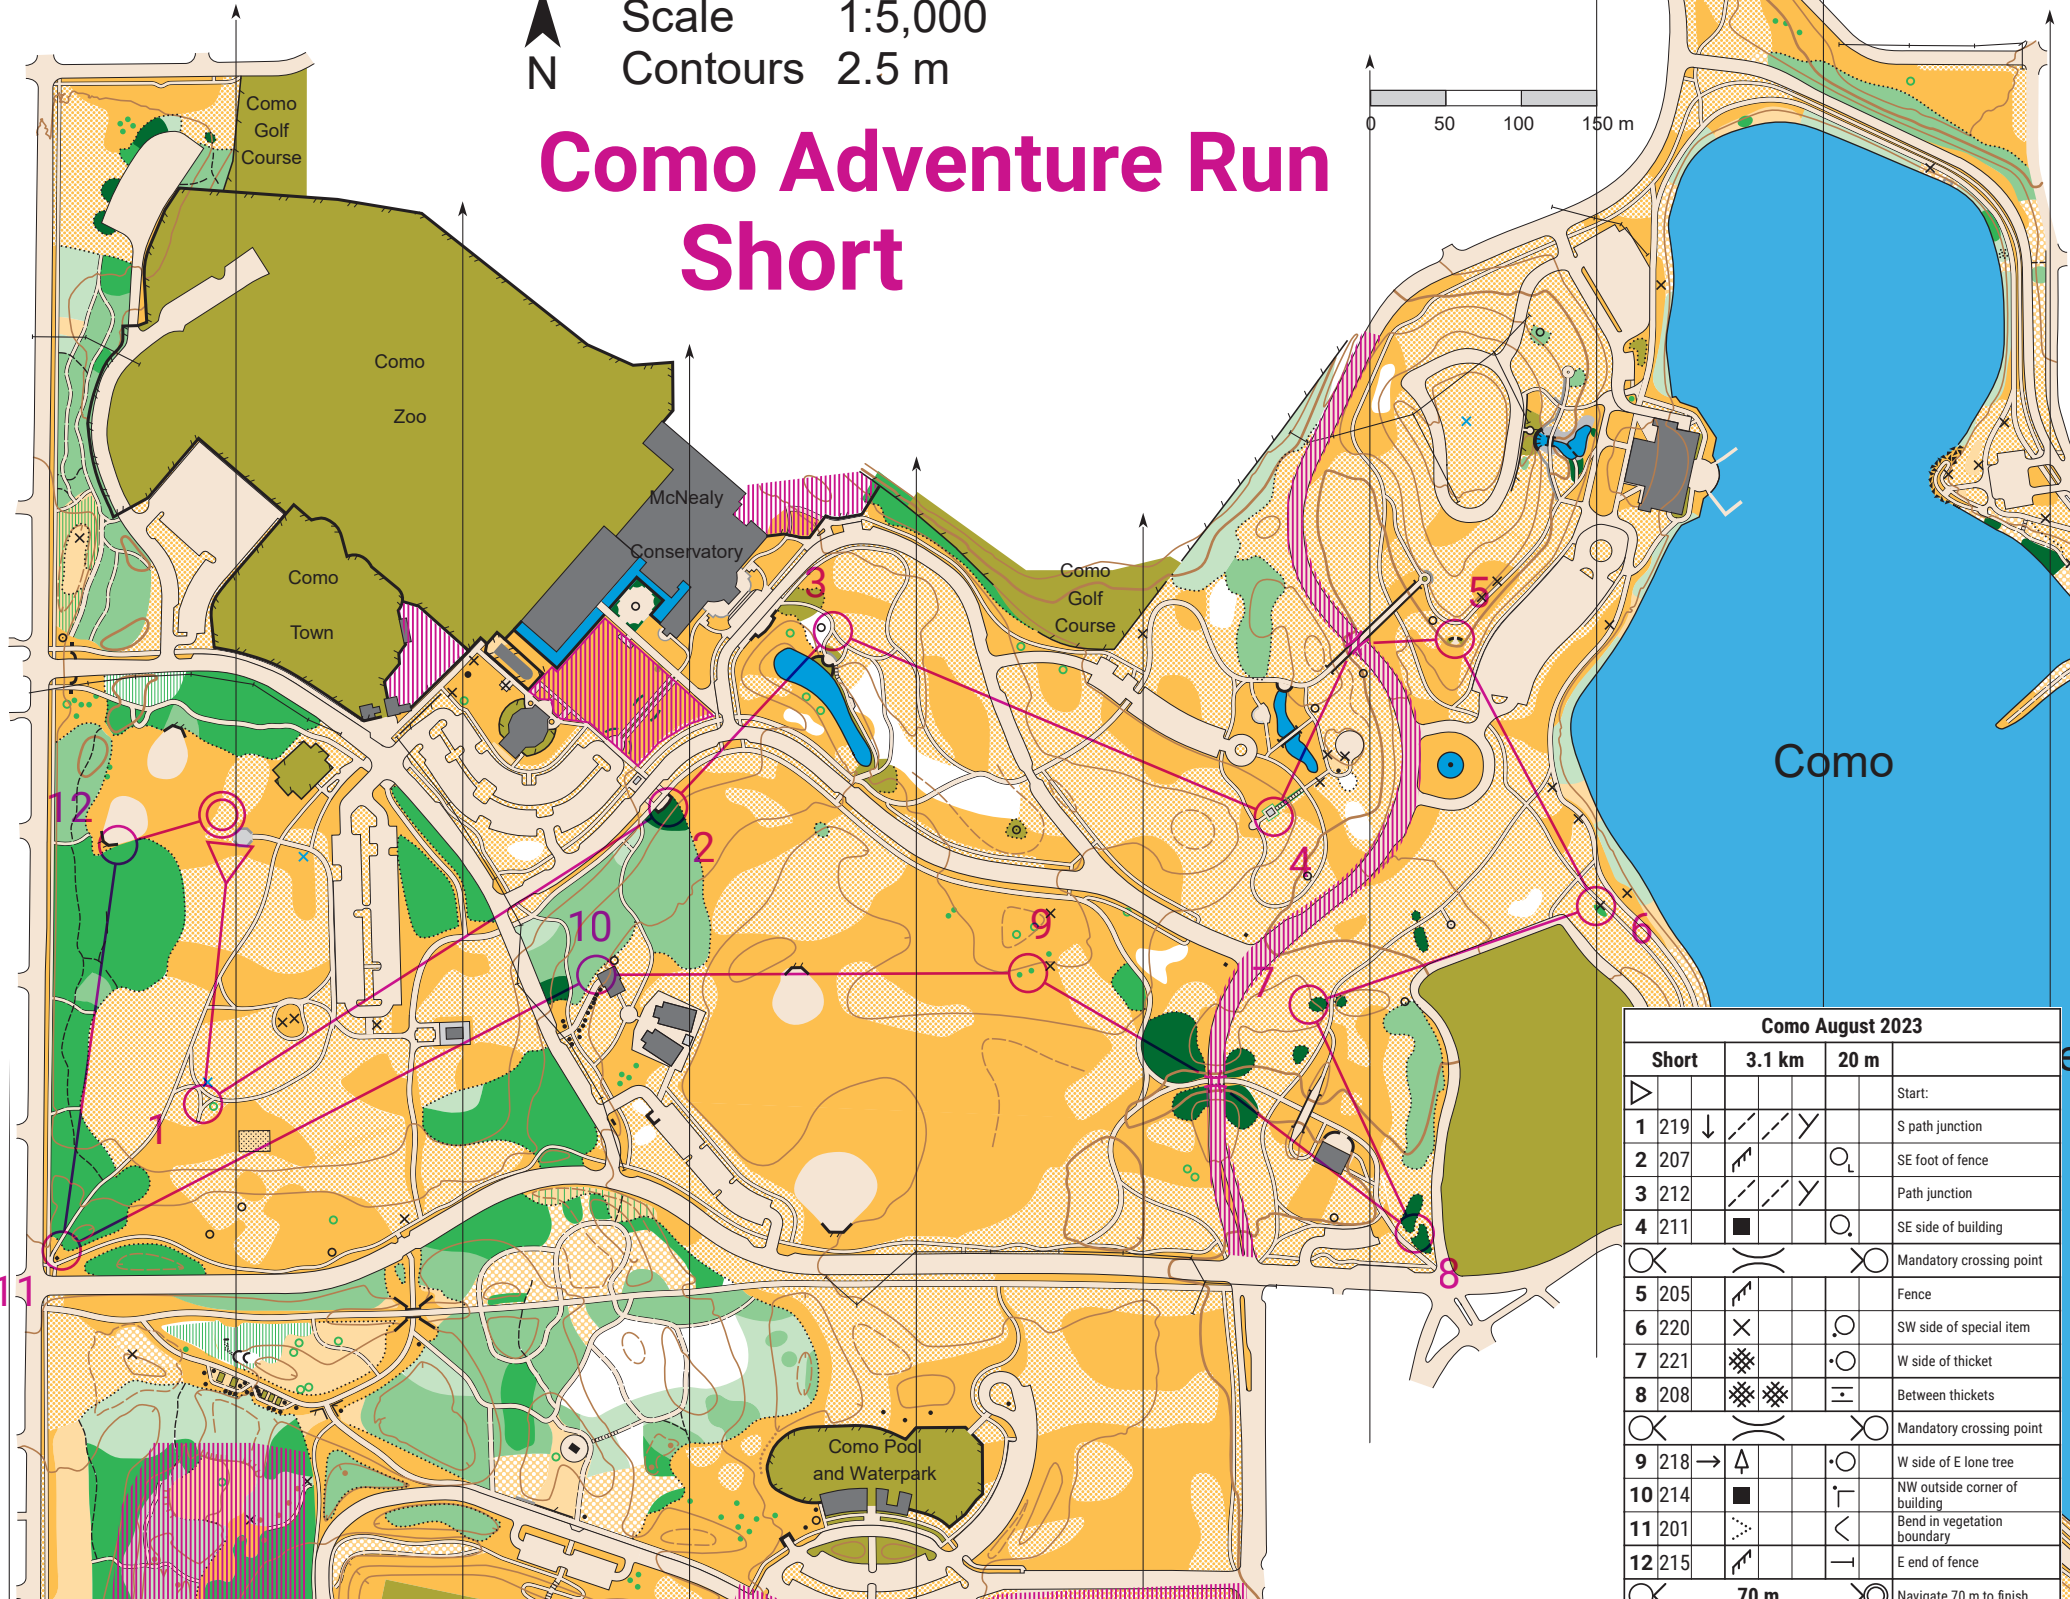 Scale 1:5,000
N Contours 2.5 m
Como Adventure Run
Short
0 50 100 150 m
Como
Golf
Course
Como
Zoo
McNealy
Conservatory
Como
Town
Como
Golf
Course
Como
Como Pool
and Waterpark
1
2
3
4
5
6
7
8
9
10
11
12
Como August 2023
Short 3.1 km 20 m
Start:
1 219 S path junction
2 207 SE foot of fence
3 212 Path junction
4 211 SE side of building
Mandatory crossing point
5 205 Fence
6 220 SW side of special item
7 221 W side of thicket
8 208 Between thickets
Mandatory crossing point
9 218 W side of E lone tree
10 214 NW outside corner of
building
11 201 Bend in vegetation
boundary
12 215 E end of fence
70 m Navigate 70 m to finish